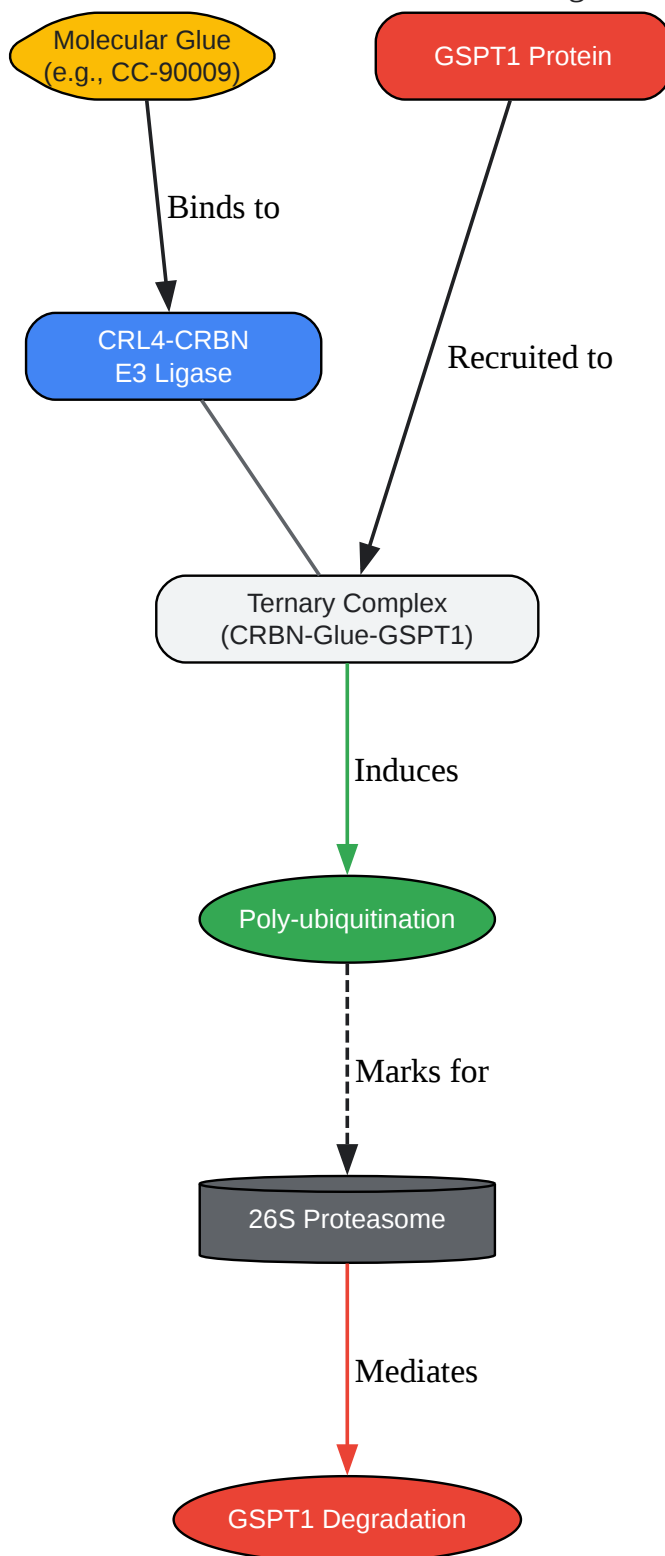 Molecular Glue
(e.g., CC-90009)
GSPT1 Protein
Binds to
CRL4-CRBN
E3 Ligase
Recruited to
Ternary Complex
(CRBN-Glue-GSPT1)
Induces
Poly-ubiquitination
Marks for
26S Proteasome
Mediates
GSPT1 Degradation